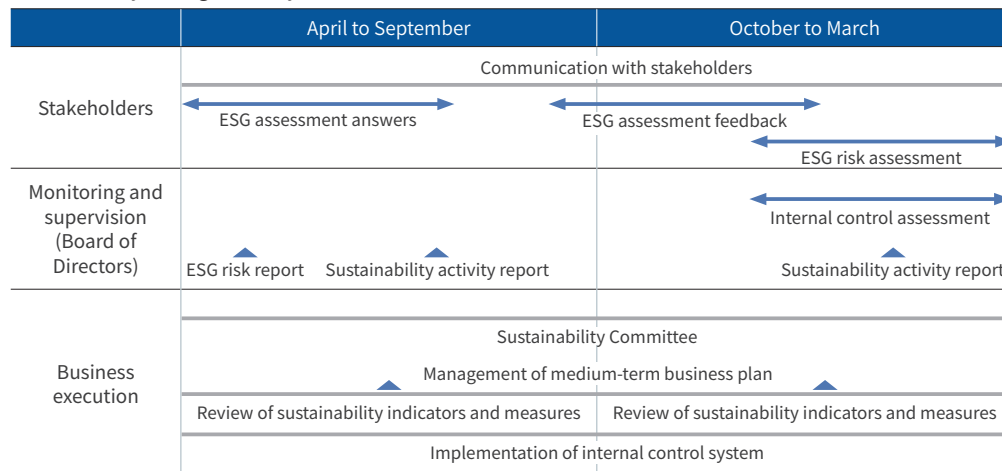 April to September
October to March
Stakeholders
Communication with stakeholders
ESG assessment answers
ESG assessment feedback
ESG risk assessment
Monitoring and
supervision
(Board of
Directors)
Internal control assessment
ESG risk report
Sustainability activity report
Sustainability activity report
Business
execution
Sustainability Committee
Management of medium-term business plan
Review of sustainability indicators and measures
Review of sustainability indicators and measures
Implementation of internal control system